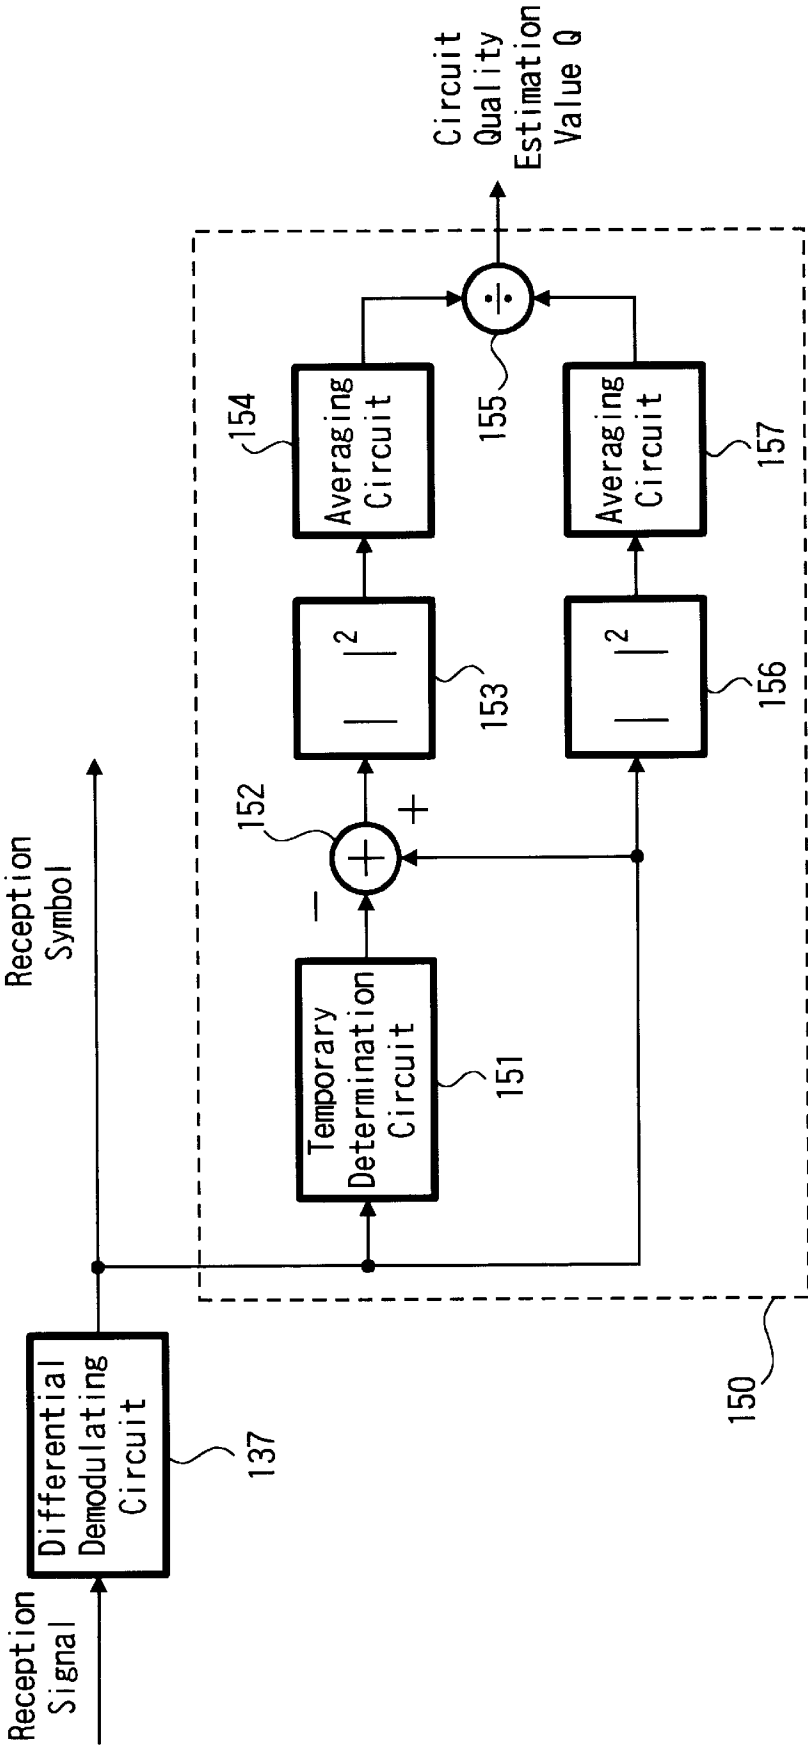 Reception
Signal
Differential
Demodulating
Circuit
137
Reception
Symbol
150
Temporary
Determination
Circuit
151
−
152
+
+
| |2
153
Averaging
Circuit
154
÷
155
| |2
156
Averaging
Circuit
157
Circuit
Quality
Estimation
Value Q